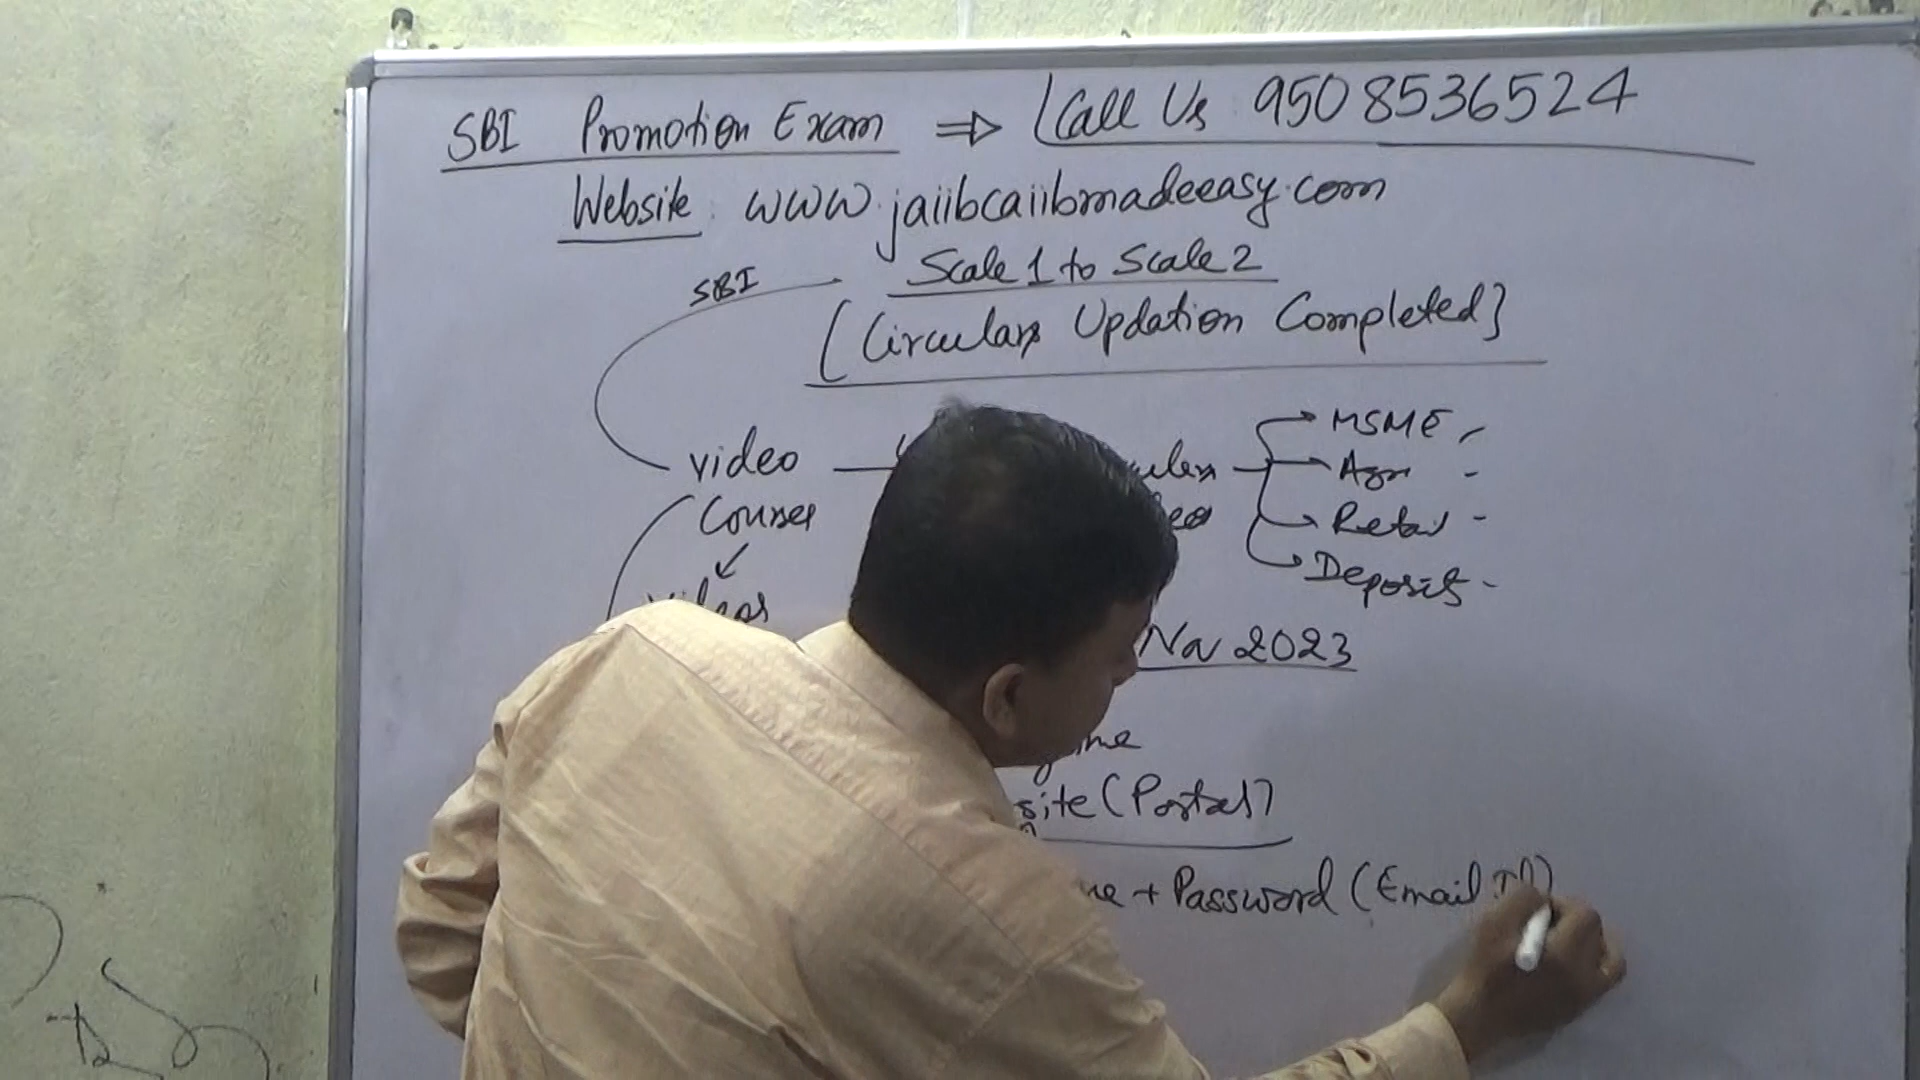 SBI Promotion Exam ⇒ Call Us 9508536524
Website: www.jaiibcaiibmadeeasy.com
SBI Scale 1 to Scale 2
[Circulars Updation Completed]
video
Courses
MSME
Agri
Retail
Deposits
Nov 2023
site (Portal)
+ Password (Email ID)